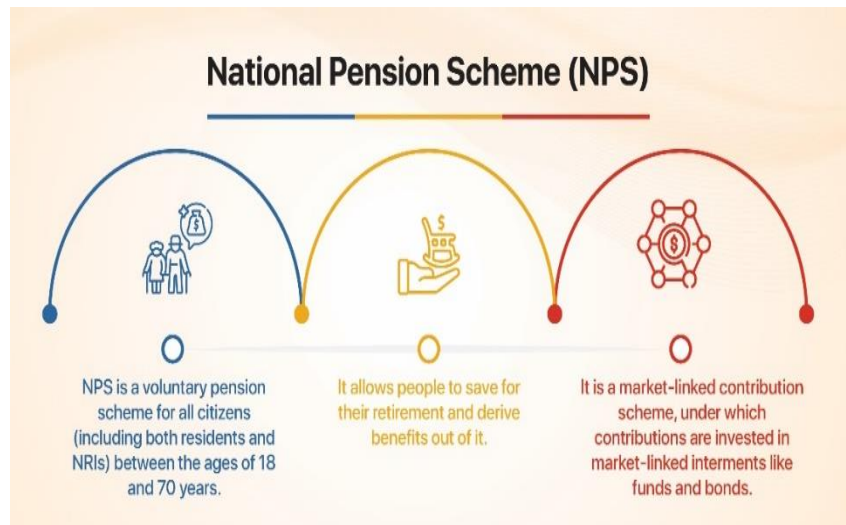 National Pension Scheme (NPS)
$
$
$
NPS is a voluntary pension
scheme for all citizens
(including both residents and
NRIs) between the ages of 18
and 70 years.
It allows people to save for
their retirement and derive
benefits out of it.
It is a market-linked contribution
scheme, under which
contributions are invested in
market-linked interments like
funds and bonds.